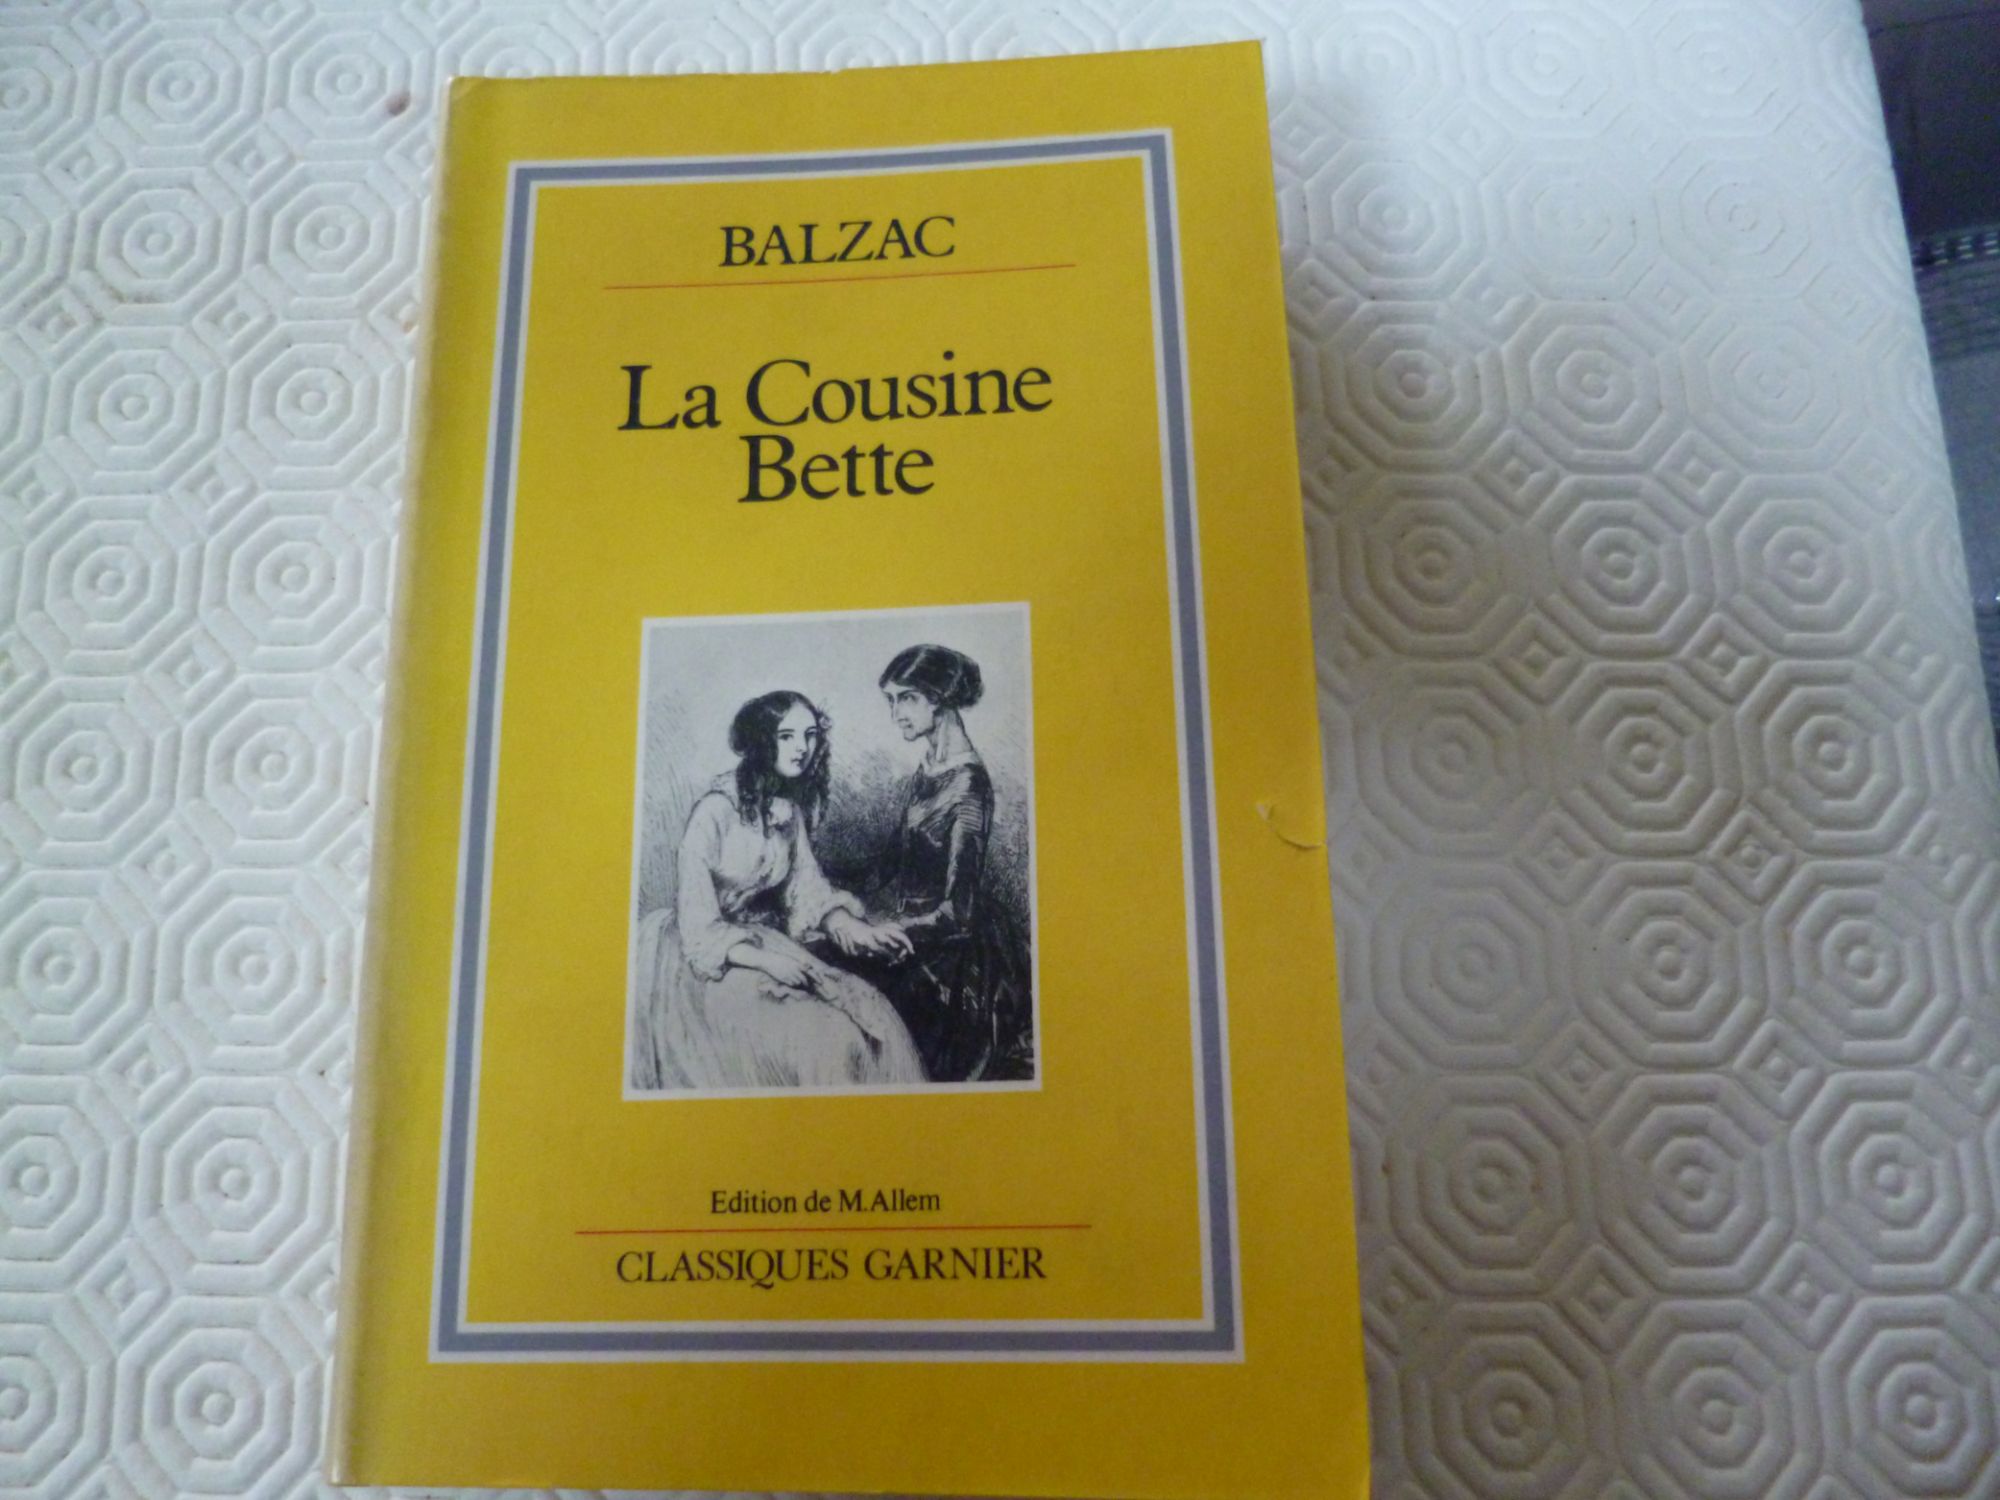 BALZAC
La Cousine
Bette
Edition de M.Allem
CLASSIQUES GARNIER